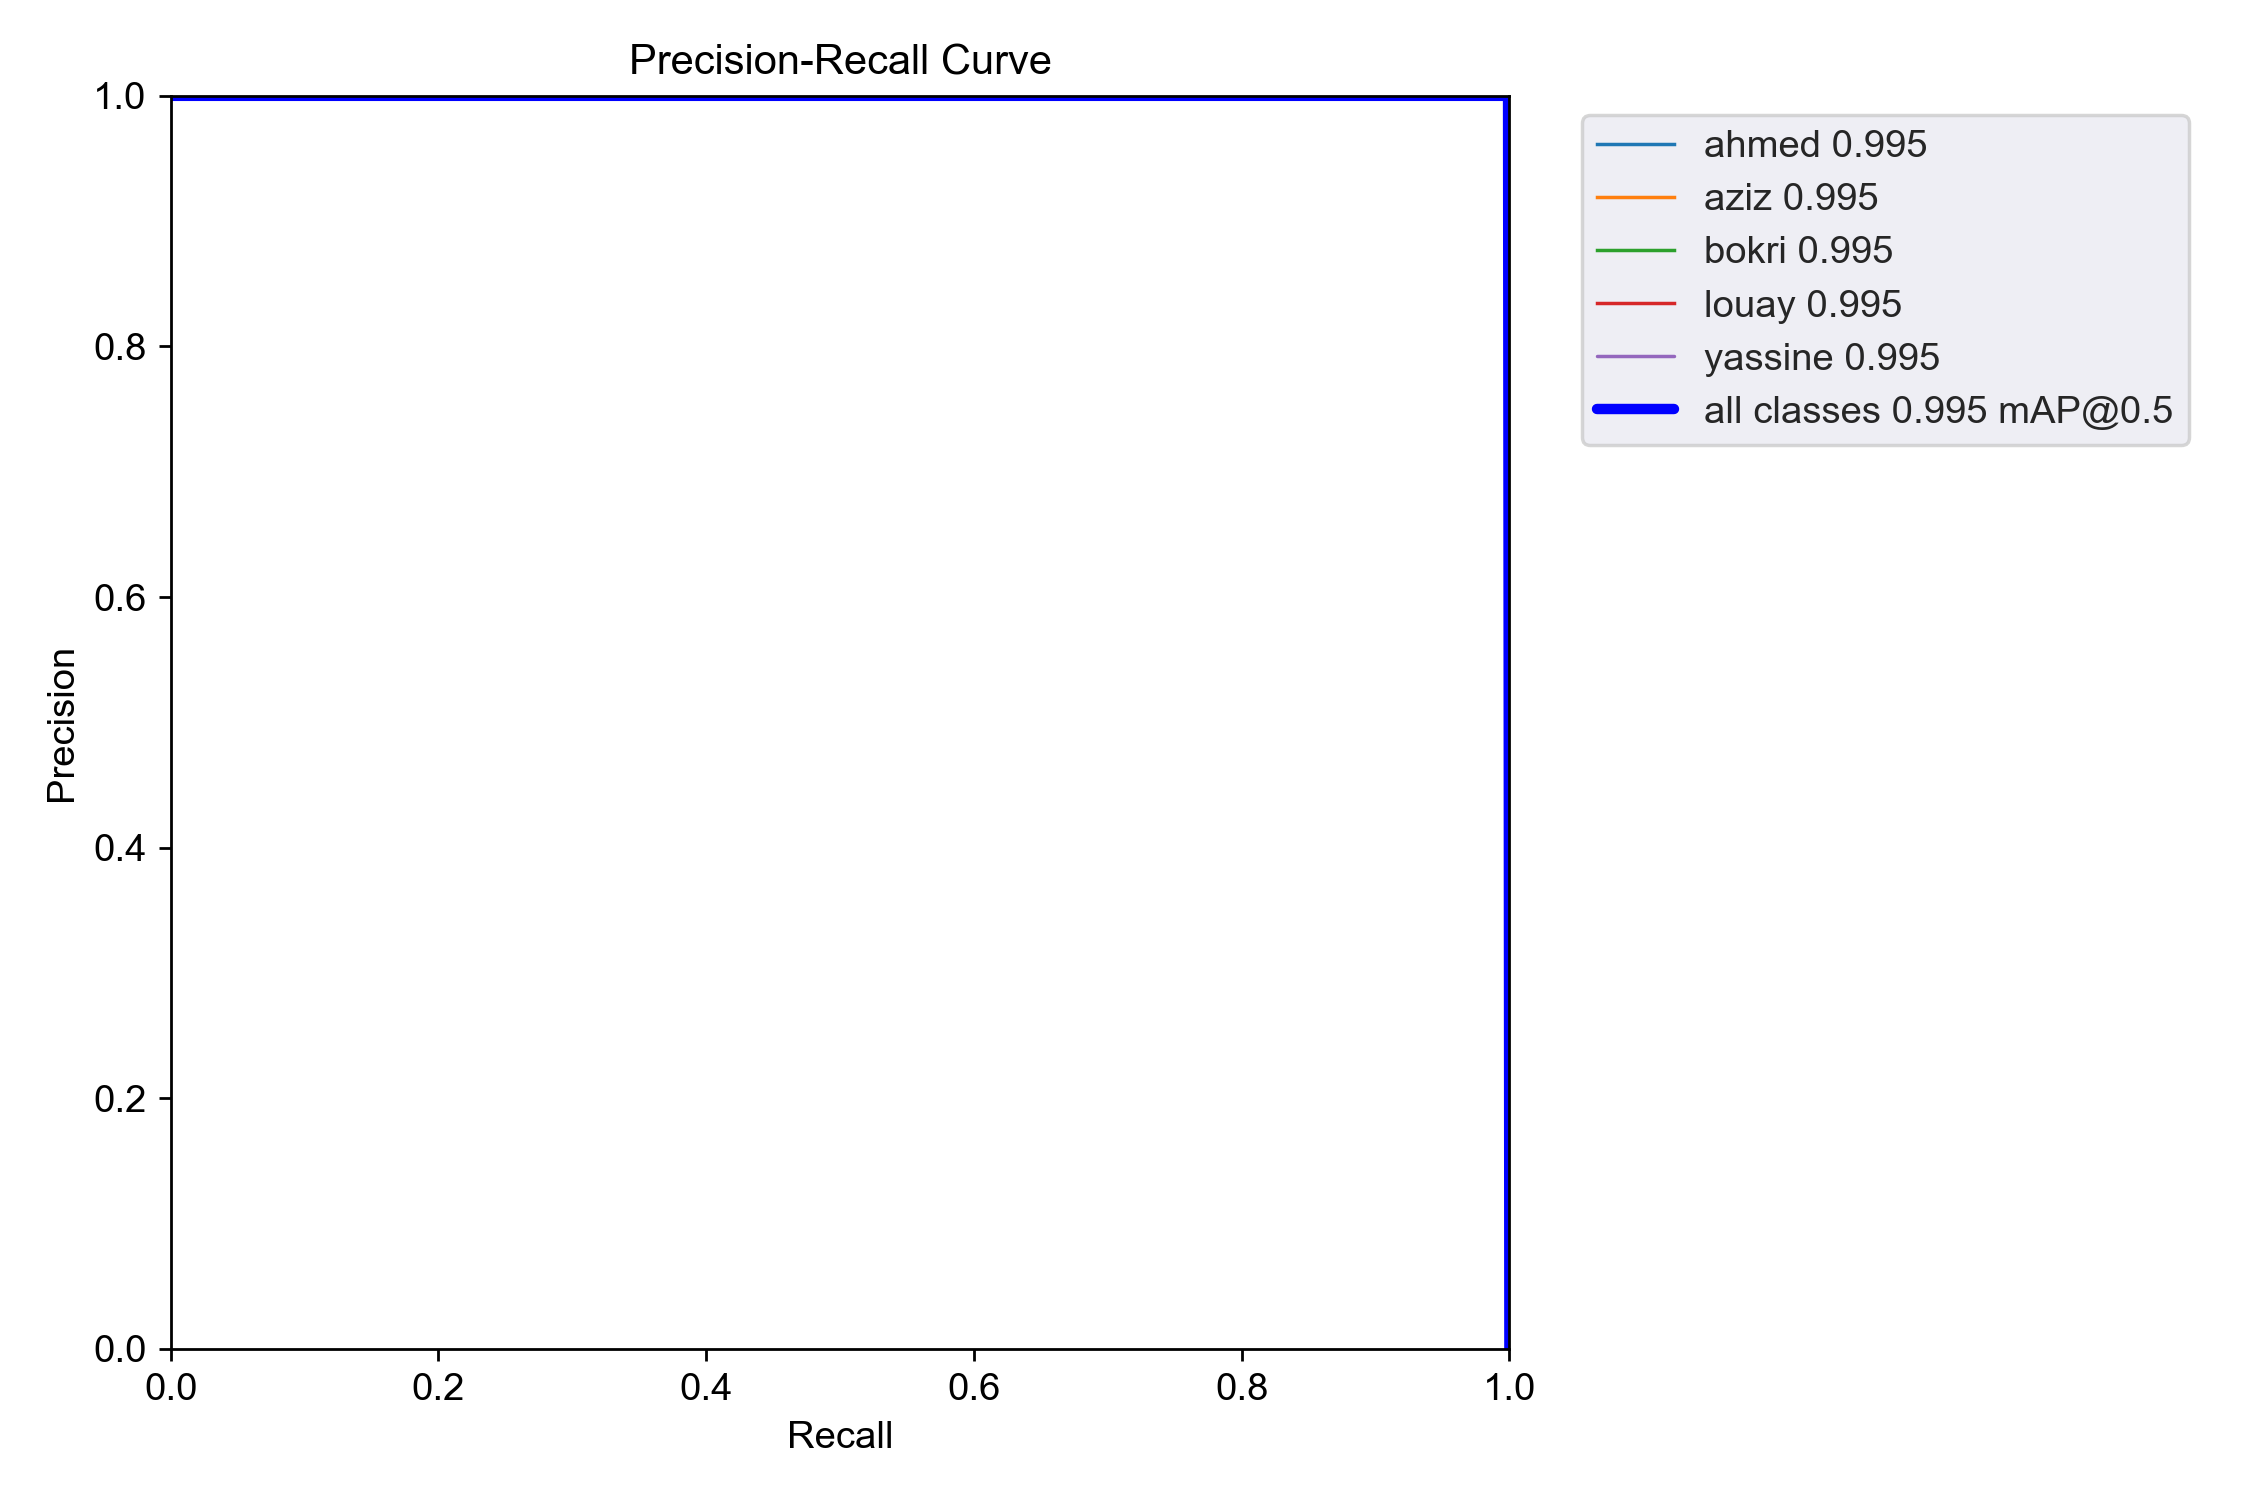 Precision-Recall Curve
1.0
0.8
0.6
0.4
0.2
0.0
Precision
0.0 0.2 0.4 0.6 0.8 1.0
Recall
ahmed 0.995
aziz 0.995
bokri 0.995
louay 0.995
yassine 0.995
all classes 0.995 mAP@0.5